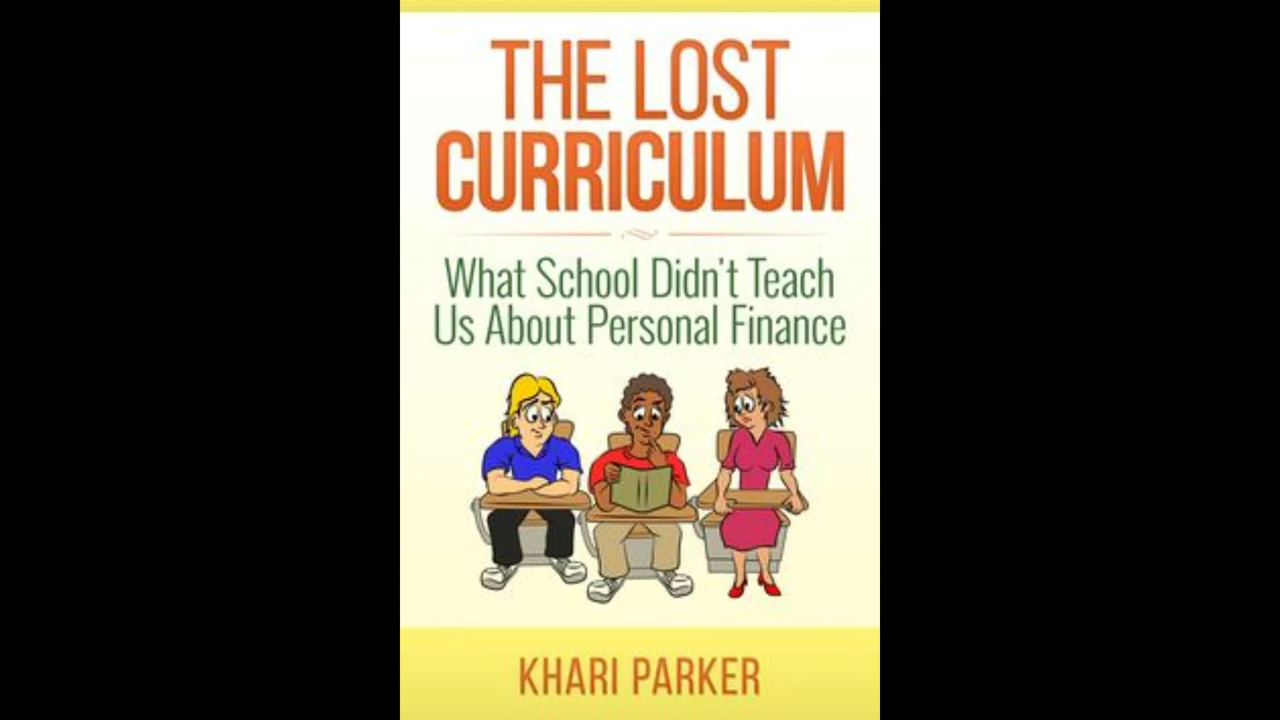 THE LOST
CURRICULUM
What School Didn't Teach
Us About Personal Finance
KHARI PARKER